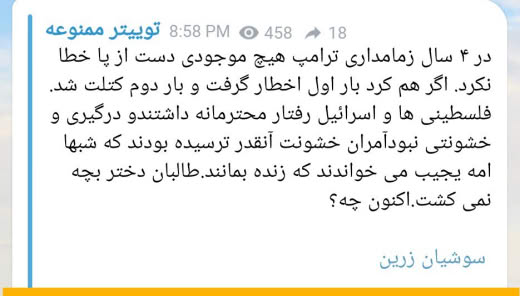 توییتر ممنوعه 8:58 PM 458 18
در ۴ سال زمامداری ترامپ هیچ موجودی دست از پا خطا
نکرد. اگر هم کرد بار اول اخطار گرفت و بار دوم کتلت شد.
فلسطینی ها و اسرائیل رفتار محترمانه داشتندو درگیری و
خشونتی نبودآمران خشونت آنقدر ترسیده بودند که شبها
امه یجیب می خواندند که زنده بمانند.طالبان دختر بچه
نمی کشت.اکنون چه؟
سوشیان زرین